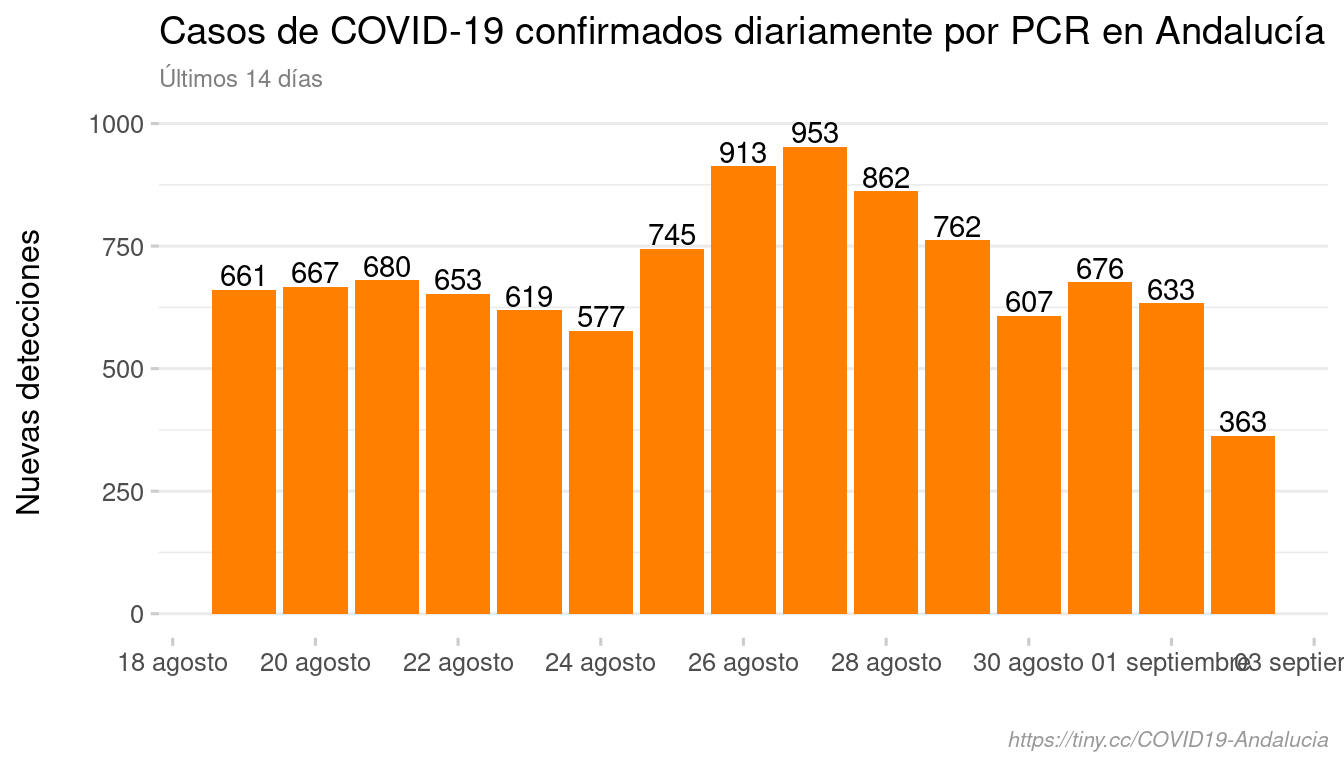 Casos de COVID-19 confirmados diariamente por PCR en Andalucía
Últimos 14 días
Nuevas detecciones
1000
750
500
250
0
661
667
680
653
619
577
745
913
953
862
762
607
676
633
363
18 agosto
20 agosto
22 agosto
24 agosto
26 agosto
28 agosto
30 agosto
01 septiembre
03 septier
https://tiny.cc/COVID19-Andalucia